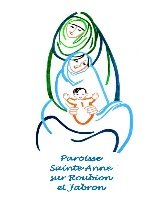 Paroisse
Sainte Anne
sur Roubion
et Jabron